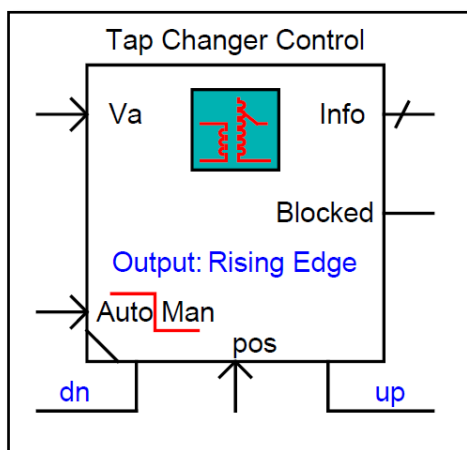 Tap Changer Control
Va
Info
Blocked
Output: Rising Edge
Auto Man
pos
dn
up